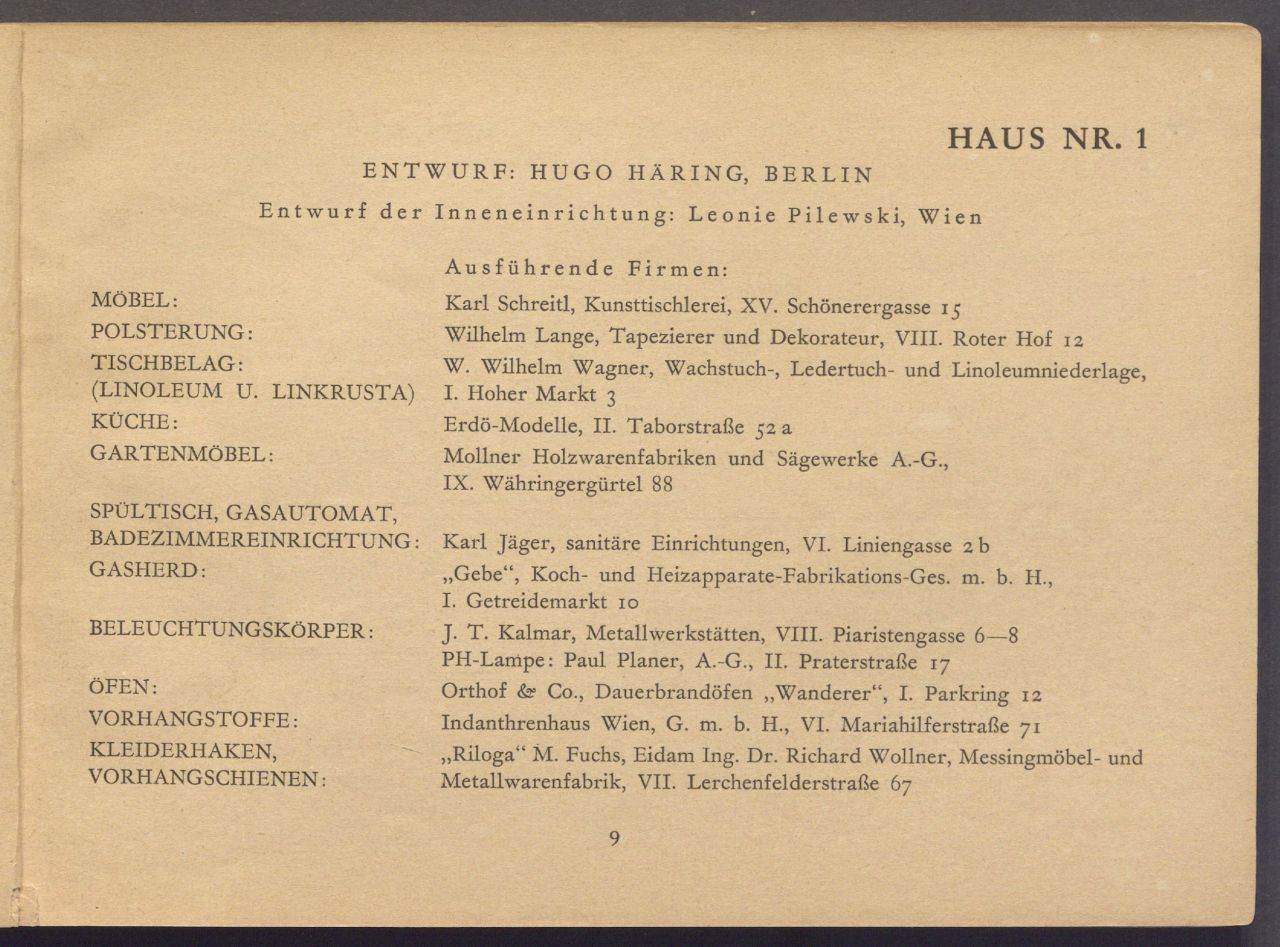 HAUS NR. 1
ENTWURF: HUGO HÄRING, BERLIN
Entwurf der Inneneinrichtung: Leonie Pilewski, Wien
Ausführende Firmen:
MÖBEL: Karl Schreitl, Kunsttischlerei, XV. Schönerergasse 15
POLSTERUNG: Wilhelm Lange, Tapezierer und Dekorateur, VIII. Roter Hof 12
TISCHBELAG: W. Wilhelm Wagner, Wachstuch-, Ledertuch- und Linoleumniederlage,
(LINOLEUM U. LINKRUSTA) I. Hoher Markt 3
KÜCHE: Erdö-Modelle, II. Taborstraße 52 a
GARTENMÖBEL: Mollner Holzwarenfabriken und Sägewerke A.-G.,
IX. Währingergürtel 88
SPÜLTISCH, GASAUTOMAT,
BADEZIMMEREINRICHTUNG: Karl Jäger, sanitäre Einrichtungen, VI. Liniengasse 2 b
GASHERD: „Gebe“, Koch- und Heizapparate-Fabrikations-Ges. m. b. H.,
I. Getreidemarkt 10
BELEUCHTUNGSKÖRPER: J. T. Kalmar, Metallwerkstätten, VIII. Piaristengasse 6—8
PH-Lampe: Paul Planer, A.-G., II. Praterstraße 17
ÖFEN: Orthof & Co., Dauerbrandöfen „Wanderer“, I. Parkring 12
VORHANGSTOFFE: Indanthrenhaus Wien, G. m. b. H., VI. Mariahilferstraße 71
KLEIDERHAKEN, „Riloga“ M. Fuchs, Eidam Ing. Dr. Richard Wollner, Messingmöbel- und
VORHANGSCHIENEN: Metallwarenfabrik, VII. Lerchenfelderstraße 67
9